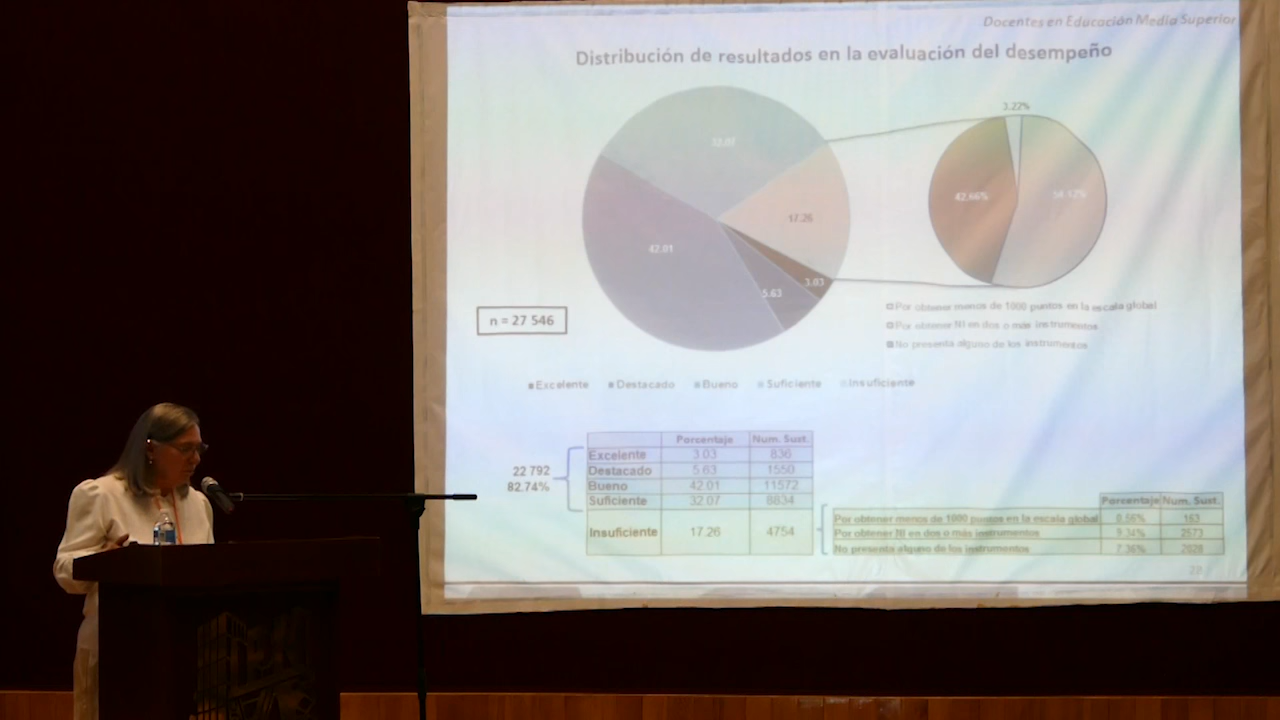 Docentes en Educación Media Superior
Distribución de resultados en la evaluación del desempeño
3.22%
32.07
42.66%
17.26
42.01
3.03
5.63
Por obtener menos de 1000 puntos en la escala global
n = 27 546
Por obtener NI en dos o más instrumentos
No presenta alguno de los instrumentos
Excelente Destacado Bueno Suficiente Insuficiente
Porcentaje Num. Sust.
Excelente 3.03 836
22 792
Destacado 5.63 1550
82.74%
Bueno 42.01 11572
Suficiente 32.07 8834
Insuficiente 17.26 4754
Porcentaje Num. Sust.
Por obtener menos de 1000 puntos en la escala global 0.56% 153
Por obtener NI en dos o más instrumentos 9.34% 2573
No presenta alguno de los instrumentos 7.36% 2028